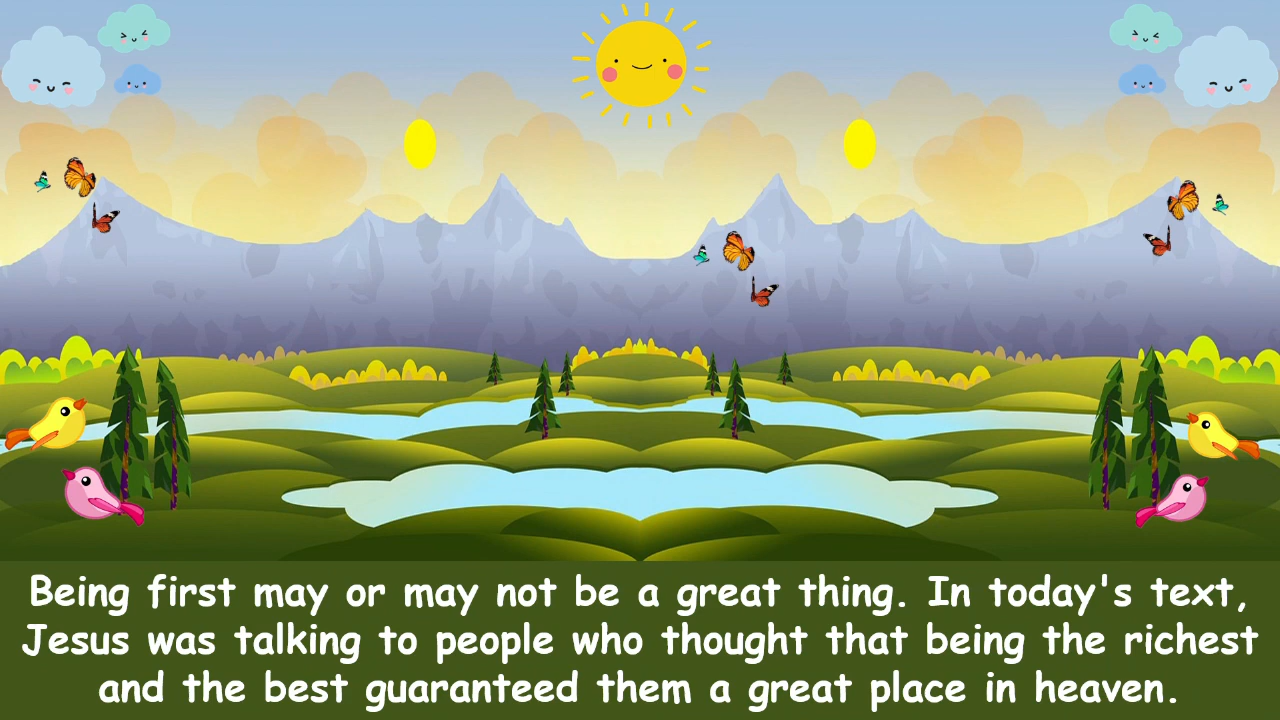 Being first may or may not be a great thing. In today's text,
Jesus was talking to people who thought that being the richest
and the best guaranteed them a great place in heaven.